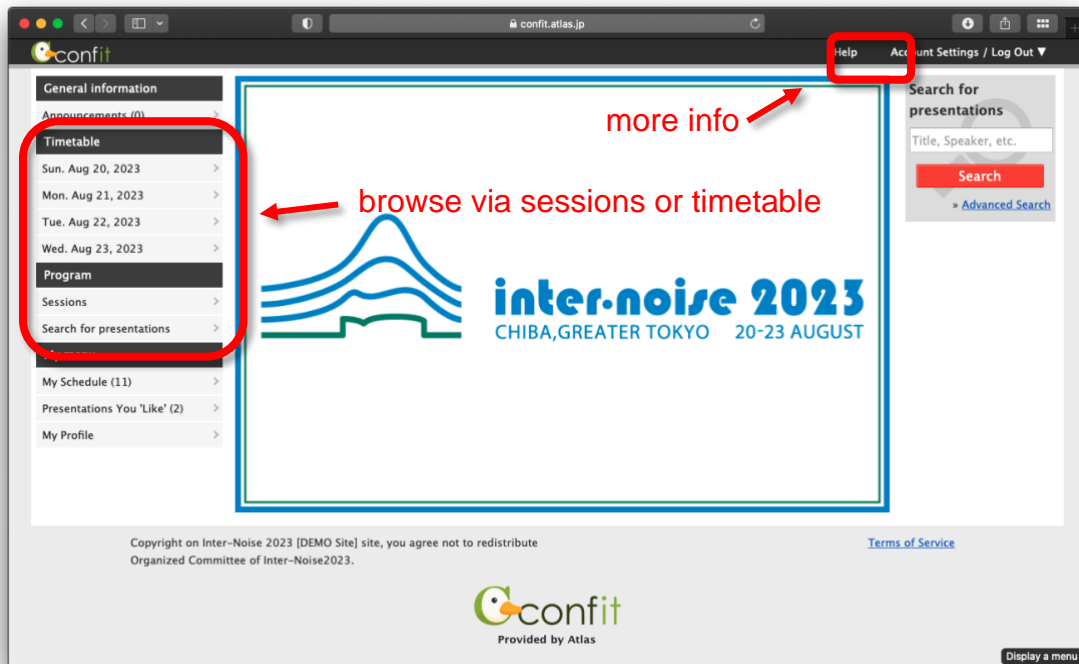 confit.atlas.jp
confit
Help
Account Settings / Log Out ▼
General information
Announcements (0)
Timetable
Sun. Aug 20, 2023
Mon. Aug 21, 2023
Tue. Aug 22, 2023
Wed. Aug 23, 2023
Program
Sessions
Search for presentations
My Schedule (11)
Presentations You 'Like' (2)
My Profile
more info
browse via sessions or timetable
inter·noise 2023
CHIBA,GREATER TOKYO 20-23 AUGUST
Search for
presentations
Title, Speaker, etc.
Search
» Advanced Search
Copyright on Inter-Noise 2023 [DEMO Site] site, you agree not to redistribute
Organized Committee of Inter-Noise2023.
Terms of Service
confit
Provided by Atlas
Display a menu